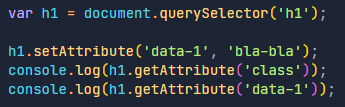 var h1 = document.querySelector('h1');
h1.setAttribute('data-1', 'bla-bla');
console.log(h1.getAttribute('class'));
console.log(h1.getAttribute('data-1'));